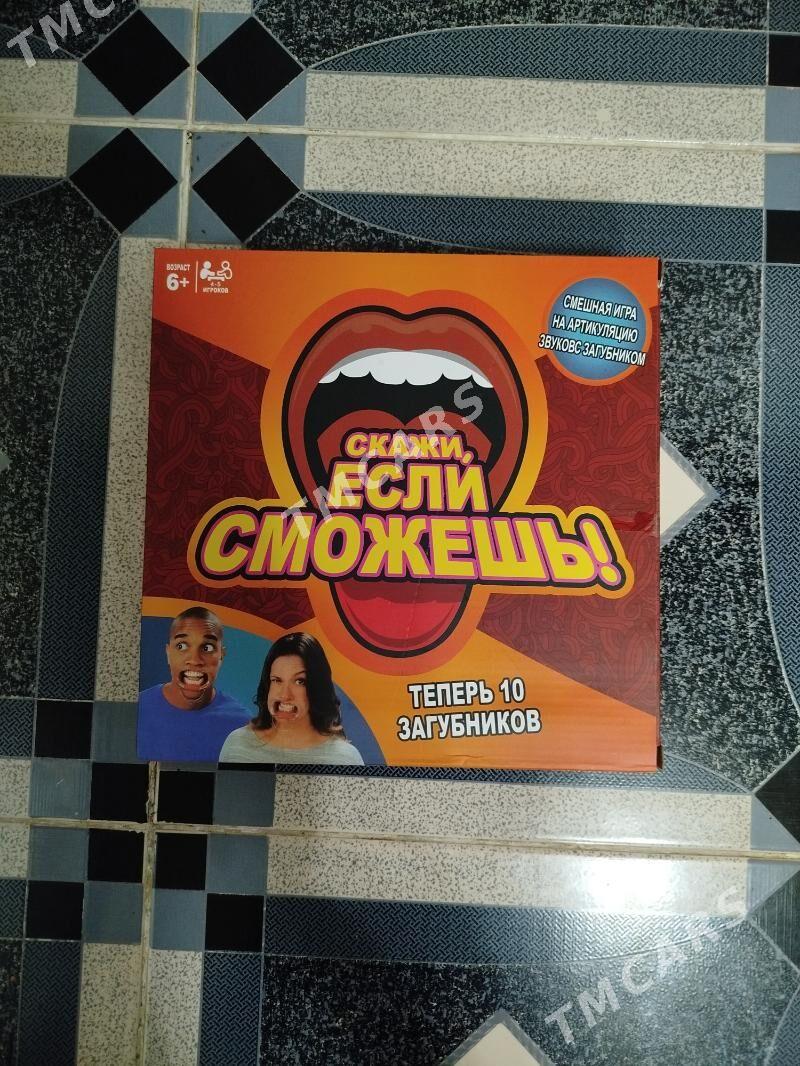 TMCARS
ВОЗРАСТ
6+
4-5
ИГРОКОВ
СМЕШНАЯ ИГРА
НА АРТИКУЛЯЦИЮ
ЗВУКОВС ЗАГУБНИКОМ
СКАЖИ,
ЕСЛИ
СМОЖЕШЬ!
TMCARS
ТЕПЕРЬ 10
ЗАГУБНИКОВ
TMCARS